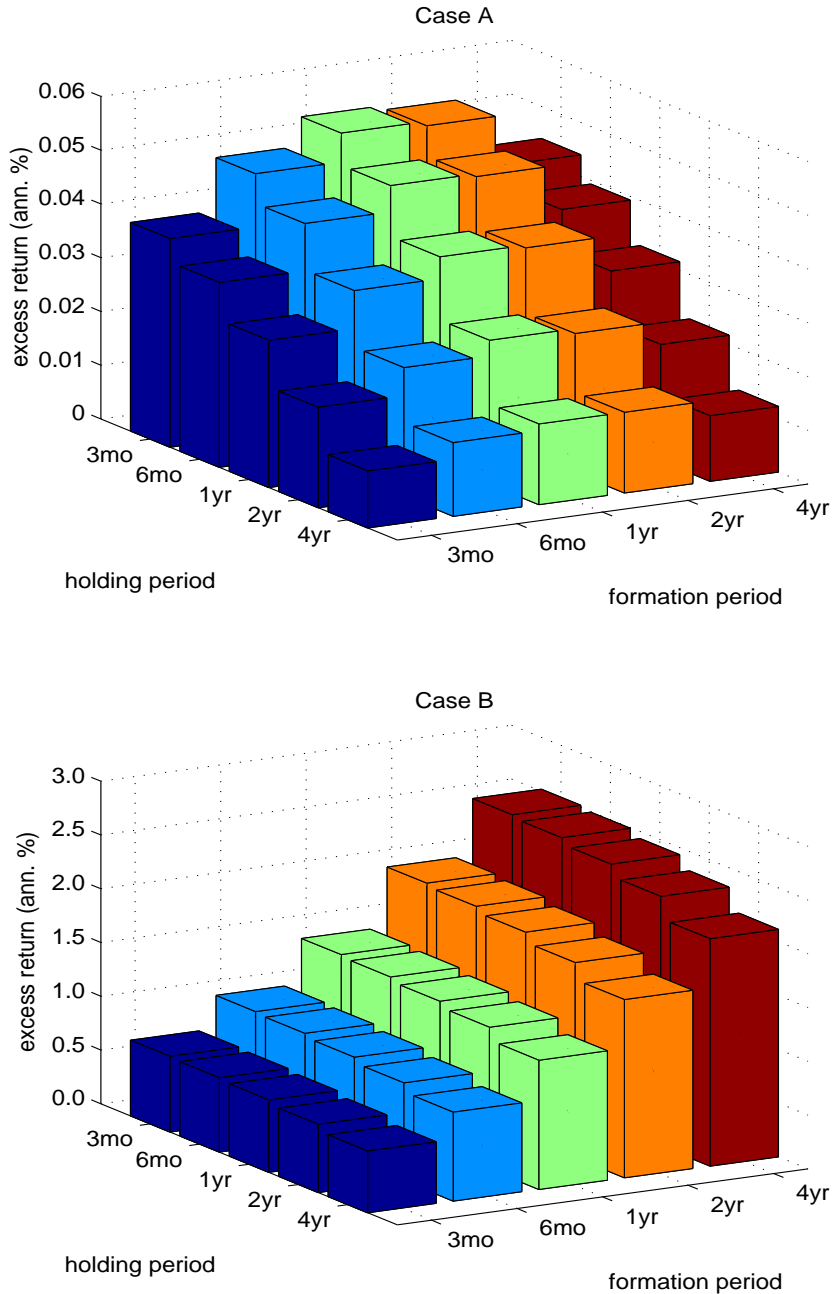 Case A
0.06
0.05
0.04
0.03
0.02
0.01
0
excess return (ann. %)
3mo
6mo
1yr
2yr
4yr
holding period
3mo
6mo
1yr
2yr
4yr
formation period
Case B
3.0
2.5
2.0
1.5
1.0
0.5
0.0
excess return (ann. %)
3mo
6mo
1yr
2yr
4yr
holding period
3mo
6mo
1yr
2yr
4yr
formation period